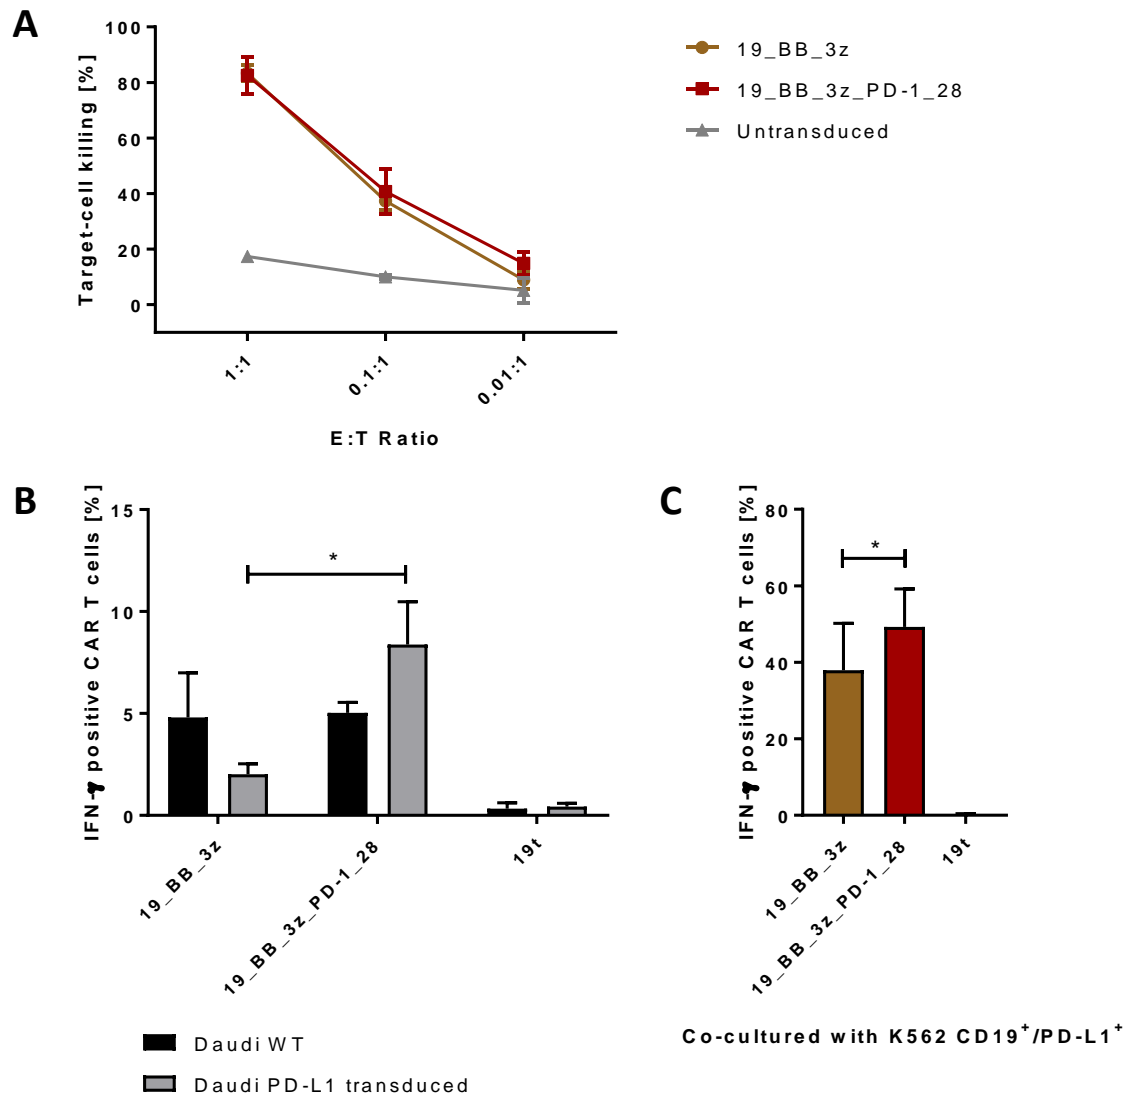 A
Target-cell killing [%]
100
80
60
40
20
0
1:1
0.1:1
0.01:1
E:T Ratio
19_BB_3z
19_BB_3z_PD-1_28
Untransduced
B
IFN-γ positive CAR T cells [%]
15
10
5
0
*
19_BB_3z
19_BB_3z_PD-1_28
19t
Daudi WT
Daudi PD-L1 transduced
C
IFN-γ positive CAR T cells [%]
80
60
40
20
0
*
19_BB_3z
19_BB_3z_PD-1_28
19t
Co-cultured with K562 CD19⁺/PD-L1⁺